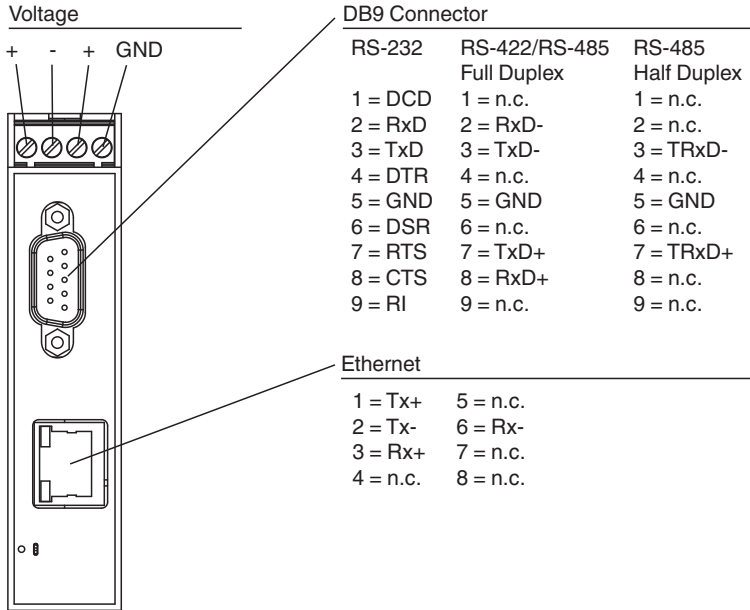 Voltage
+ - + GND
DB9 Connector
RS-232 RS-422/RS-485 RS-485
Full Duplex Half Duplex
1 = DCD 1 = n.c. 1 = n.c.
2 = RxD 2 = RxD- 2 = n.c.
3 = TxD 3 = TxD- 3 = TRxD-
4 = DTR 4 = n.c. 4 = n.c.
5 = GND 5 = GND 5 = GND
6 = DSR 6 = n.c. 6 = n.c.
7 = RTS 7 = TxD+ 7 = TRxD+
8 = CTS 8 = RxD+ 8 = n.c.
9 = RI 9 = n.c. 9 = n.c.
Ethernet
1 = Tx+ 5 = n.c.
2 = Tx- 6 = Rx-
3 = Rx+ 7 = n.c.
4 = n.c. 8 = n.c.